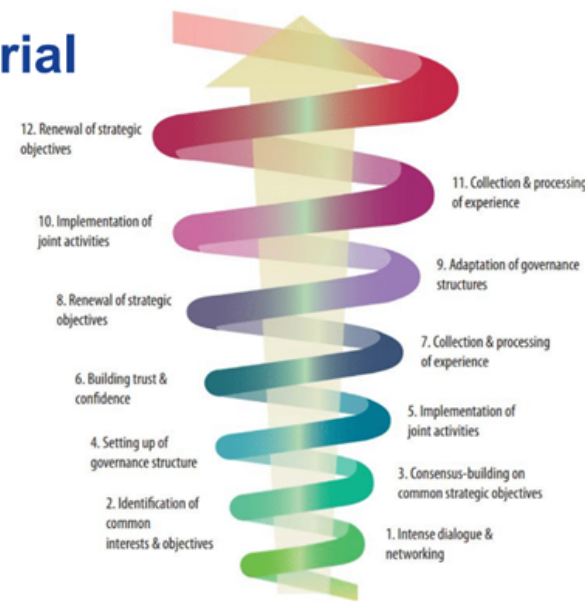 rial
12. Renewal of strategic
objectives
11. Collection & processing
of experience
10. Implementation of
joint activities
9. Adaptation of governance
structures
8. Renewal of strategic
objectives
7. Collection & processing
of experience
6. Building trust &
confidence
5. Implementation of
joint activities
4. Setting up of
governance structure
3. Consensus-building on
common strategic objectives
2. Identification of
common
interests & objectives
1. Intense dialogue &
networking